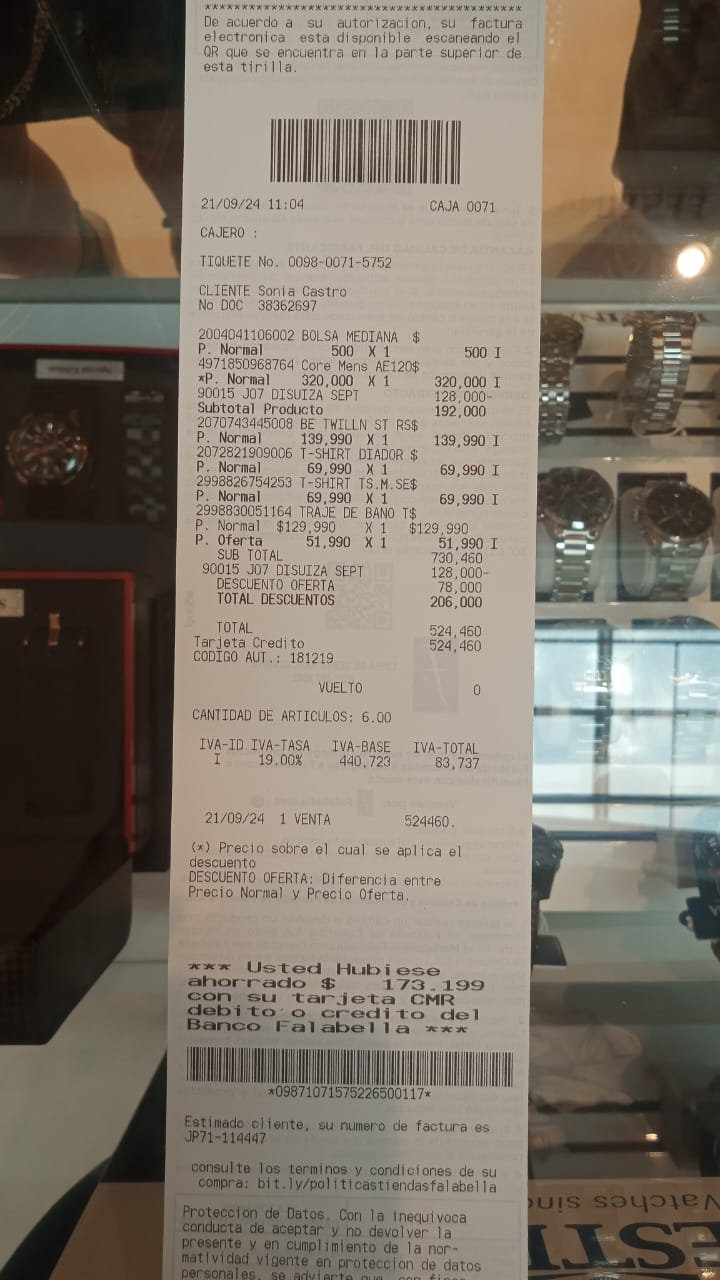 ****************************************
De acuerdo a su autorizacion, su factura
electronica esta disponible escaneando el
QR que se encuentra en la parte superior de
esta tirilla.
21/09/24 11:04 CAJA 0071
CAJERO :
TIQUETE No. 0098-0071-5752
CLIENTE Sonia Castro
No DOC 38362697
2004041106002 BOLSA MEDIANA $
P. Normal 500 X 1 500 I
4971850968764 Core Mens AE120$
*P. Normal 320,000 X 1 320,000 I
90015 J07 DISUIZA SEPT 128,000-
Subtotal Producto 192,000
2070743445008 BE TWILLN ST RS$
P. Normal 139,990 X 1 139,990 I
2072821909006 T-SHIRT DIADOR $
P. Normal 69,990 X 1 69,990 I
2998826754253 T-SHIRT TS.M.SE$
P. Normal 69,990 X 1 69,990 I
2998830051164 TRAJE DE BANO T$
P. Normal $129,990 X 1 $129,990
P. Oferta 51,990 X 1 51,990 I
SUB TOTAL 730,460
90015 J07 DISUIZA SEPT 128,000-
DESCUENTO OFERTA 78,000
TOTAL DESCUENTOS 206,000
TOTAL 524,460
Tarjeta Credito 524,460
CODIGO AUT.: 181219
VUELTO 0
CANTIDAD DE ARTICULOS: 6.00
IVA-ID IVA-TASA IVA-BASE IVA-TOTAL
I 19.00% 440,723 83,737
21/09/24 1 VENTA 524460.
(*) Precio sobre el cual se aplica el
descuento
DESCUENTO OFERTA: Diferencia entre
Precio Normal y Precio Oferta.
*** Usted Hubiese
ahorrado $ 173.199
con su tarjeta CMR
debito o credito del
Banco Falabella ***
*09871071575226500117*
Estimado cliente, su numero de factura es
JP71-114447
consulte los terminos y condiciones de su
compra: bit.ly/politicastiendasfalabella
Proteccion de Datos. Con la inequivoca
conducta de aceptar y no devolver la
presente y en cumplimiento de la nor-
matividad vigente en proteccion de datos
personales, se advierte que, con fines
Special Edition
Watches sinc
ESTI